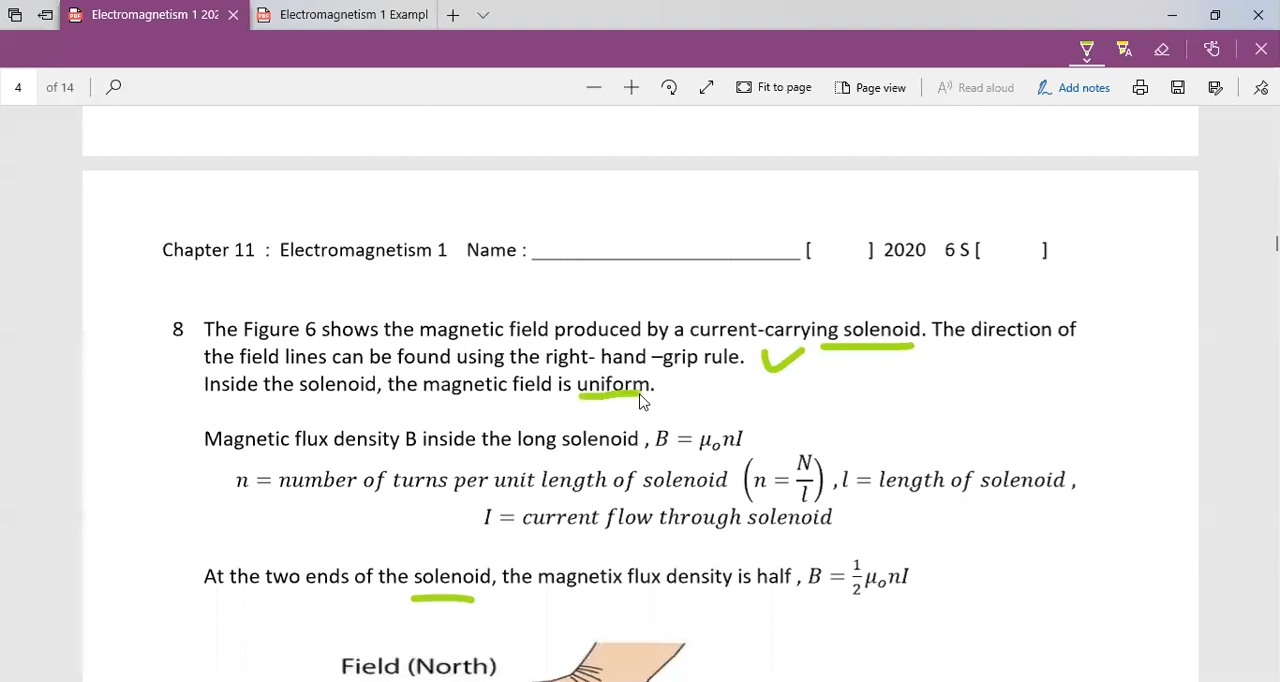 Electromagnetism 1 202
Electromagnetism 1 Exampl
4 of 14
Fit to page
Page view
Read aloud
Add notes
Chapter 11 : Electromagnetism 1 Name : ________________________ [ ] 2020 6 S [ ]
8 The Figure 6 shows the magnetic field produced by a current-carrying solenoid. The direction of
the field lines can be found using the right- hand –grip rule.
Inside the solenoid, the magnetic field is uniform.
Magnetic flux density B inside the long solenoid , B = μₒnI
n = number of turns per unit length of solenoid (n = N/l) , l = length of solenoid ,
I = current flow through solenoid
At the two ends of the solenoid, the magnetix flux density is half , B = 1/2 μₒnI
Field (North)